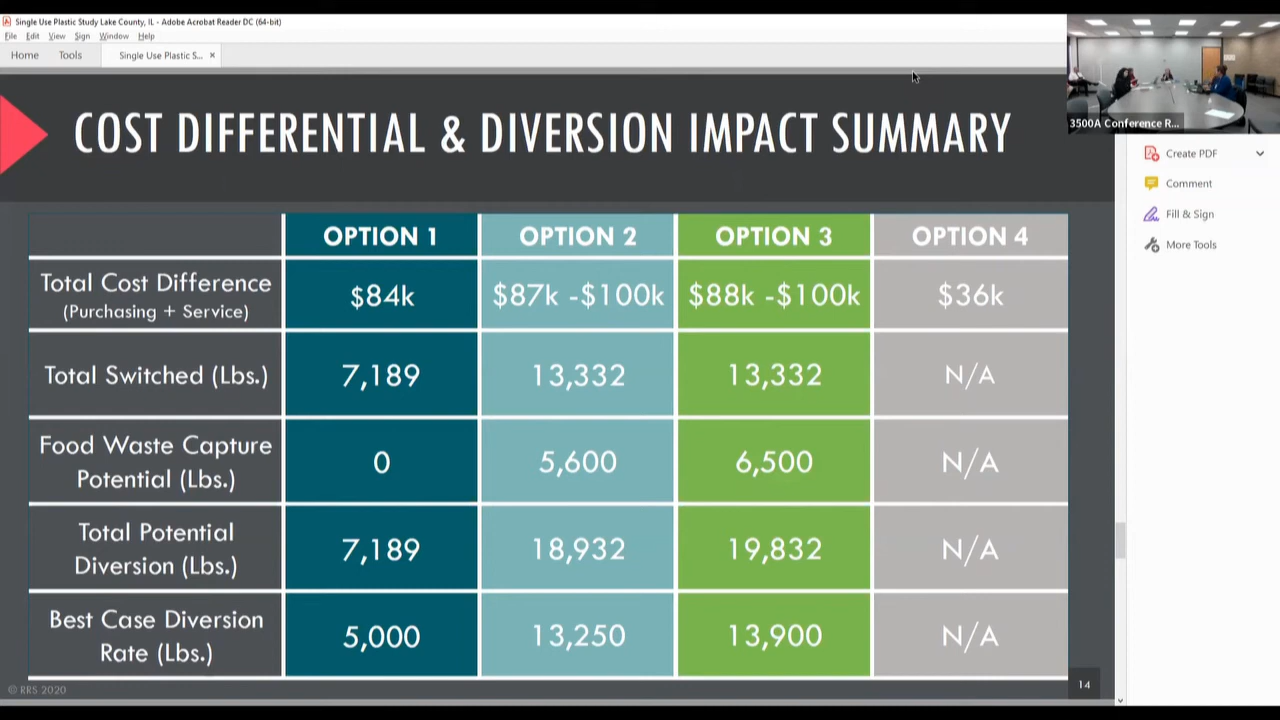 Single Use Plastic Study Lake County, IL - Adobe Acrobat Reader DC (64-bit)
File Edit View Sign Window Help
Home Tools Single Use Plastic S... ×
COST DIFFERENTIAL & DIVERSION IMPACT SUMMARY
3500A Conference R...
Create PDF
Comment
Fill & Sign
More Tools
OPTION 1 OPTION 2 OPTION 3 OPTION 4
Total Cost Difference
(Purchasing + Service)
$84k $87k -$100k $88k -$100k $36k
Total Switched (Lbs.) 7,189 13,332 13,332 N/A
Food Waste Capture
Potential (Lbs.)
0 5,600 6,500 N/A
Total Potential
Diversion (Lbs.)
7,189 18,932 19,832 N/A
Best Case Diversion
Rate (Lbs.)
5,000 13,250 13,900 N/A
© RRS 2020
14